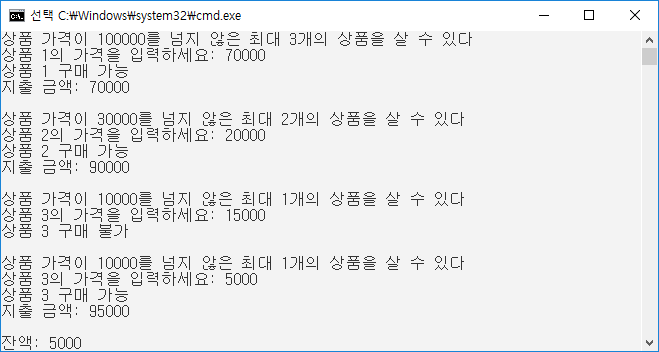 선택 C:\Windows\system32\cmd.exe
상품 가격이 100000를 넘지 않은 최대 3개의 상품을 살 수 있다
상품 1의 가격을 입력하세요: 70000
상품 1 구매 가능
지출 금액: 70000
상품 가격이 30000를 넘지 않은 최대 2개의 상품을 살 수 있다
상품 2의 가격을 입력하세요: 20000
상품 2 구매 가능
지출 금액: 90000
상품 가격이 10000를 넘지 않은 최대 1개의 상품을 살 수 있다
상품 3의 가격을 입력하세요: 15000
상품 3 구매 불가
상품 가격이 10000를 넘지 않은 최대 1개의 상품을 살 수 있다
상품 3의 가격을 입력하세요: 5000
상품 3 구매 가능
지출 금액: 95000
잔액: 5000